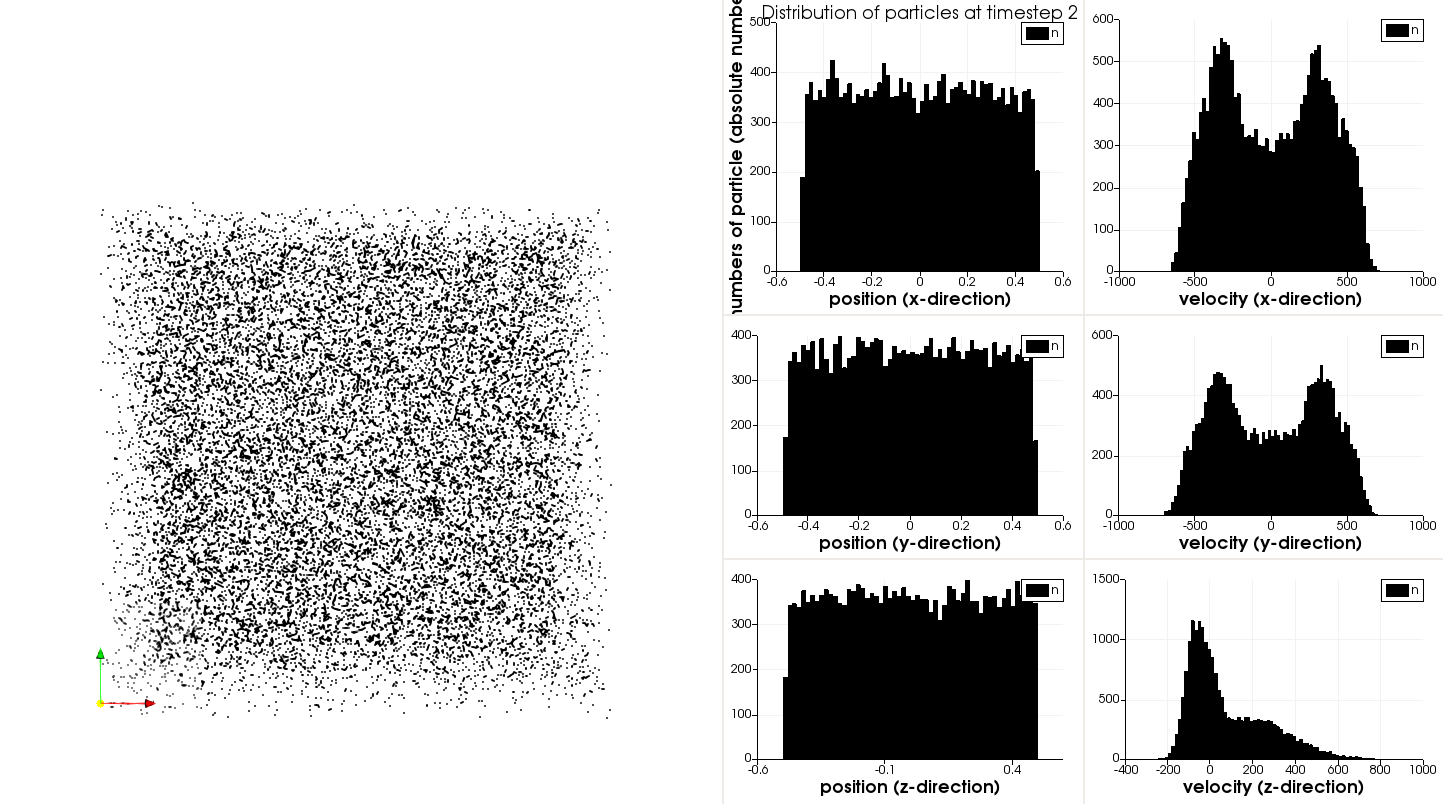 Distribution of particles at timestep 2
numbers of particle (absolute numbe
500
400
300
200
100
0
-0.6 -0.4 -0.2 0 0.2 0.4 0.6
position (x-direction)
n
600
500
400
300
200
100
0
-1000 -500 0 500 1000
velocity (x-direction)
n
400
300
200
100
0
-0.6 -0.4 -0.2 0 0.2 0.4 0.6
position (y-direction)
n
600
400
200
0
-1000 -500 0 500 1000
velocity (y-direction)
n
400
300
200
100
0
-0.6 -0.1 0.4
position (z-direction)
n
1500
1000
500
0
-400 -200 0 200 400 600 800 1000
velocity (z-direction)
n